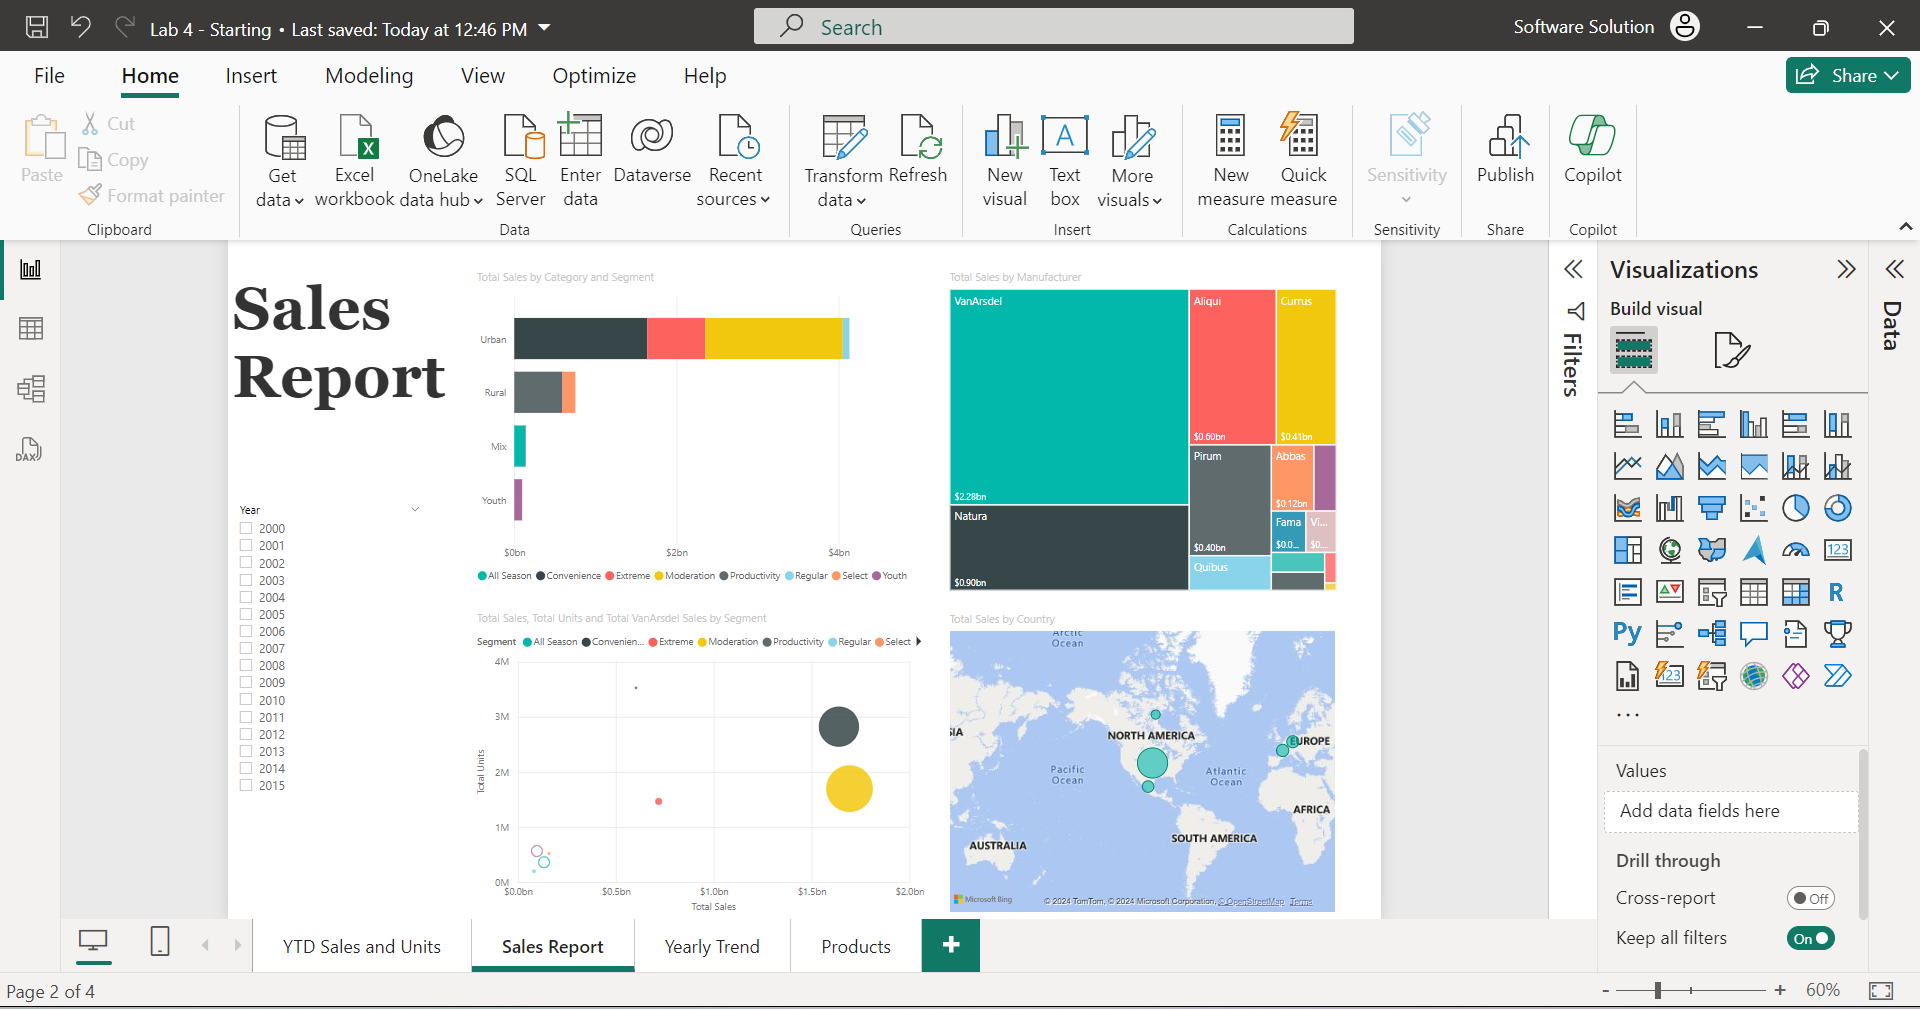 Lab 4 - Starting • Last saved: Today at 12:46 PM
Search
Software Solution
File
Home
Insert
Modeling
View
Optimize
Help
Share
Paste
Cut
Copy
Format painter
Clipboard
Get
data
Excel
workbook
OneLake
data hub
SQL
Server
Enter
data
Dataverse
Recent
sources
Data
Transform
data
Refresh
Queries
New
visual
Text
box
More
visuals
Insert
New
measure
Quick
measure
Calculations
Sensitivity
Sensitivity
Publish
Share
Copilot
Copilot
DAX
Sales
Report
Year
2000
2001
2002
2003
2004
2005
2006
2007
2008
2009
2010
2011
2012
2013
2014
2015
Total Sales by Category and Segment
Urban
Rural
Mix
Youth
$0bn
$2bn
$4bn
All Season
Convenience
Extreme
Moderation
Productivity
Regular
Select
Youth
Total Sales by Manufacturer
VanArsdel
$2.28bn
Natura
$0.90bn
Aliqui
$0.60bn
Currus
$0.41bn
Pirum
$0.40bn
Quibus
Abbas
$0.12bn
Fama
$0.0...
Vi...
$0....
Total Sales, Total Units and Total VanArsdel Sales by Segment
Segment
All Season
Convenien...
Extreme
Moderation
Productivity
Regular
Select
Total Units
4M
3M
2M
1M
0M
$0.0bn
$0.5bn
$1.0bn
$1.5bn
$2.0bn
Total Sales
Total Sales by Country
Arctic
Ocean
IA
NORTH AMERICA
EUROPE
Pacific
Ocean
Atlantic
Ocean
AFRICA
SOUTH AMERICA
AUSTRALIA
Microsoft Bing
© 2024 TomTom, © 2024 Microsoft Corporation, © OpenStreetMap Terms
Filters
Visualizations
Build visual
123
R
Py
123
...
Values
Add data fields here
Drill through
Cross-report
Off
Keep all filters
On
Data
YTD Sales and Units
Sales Report
Yearly Trend
Products
+
Page 2 of 4
- + 60%